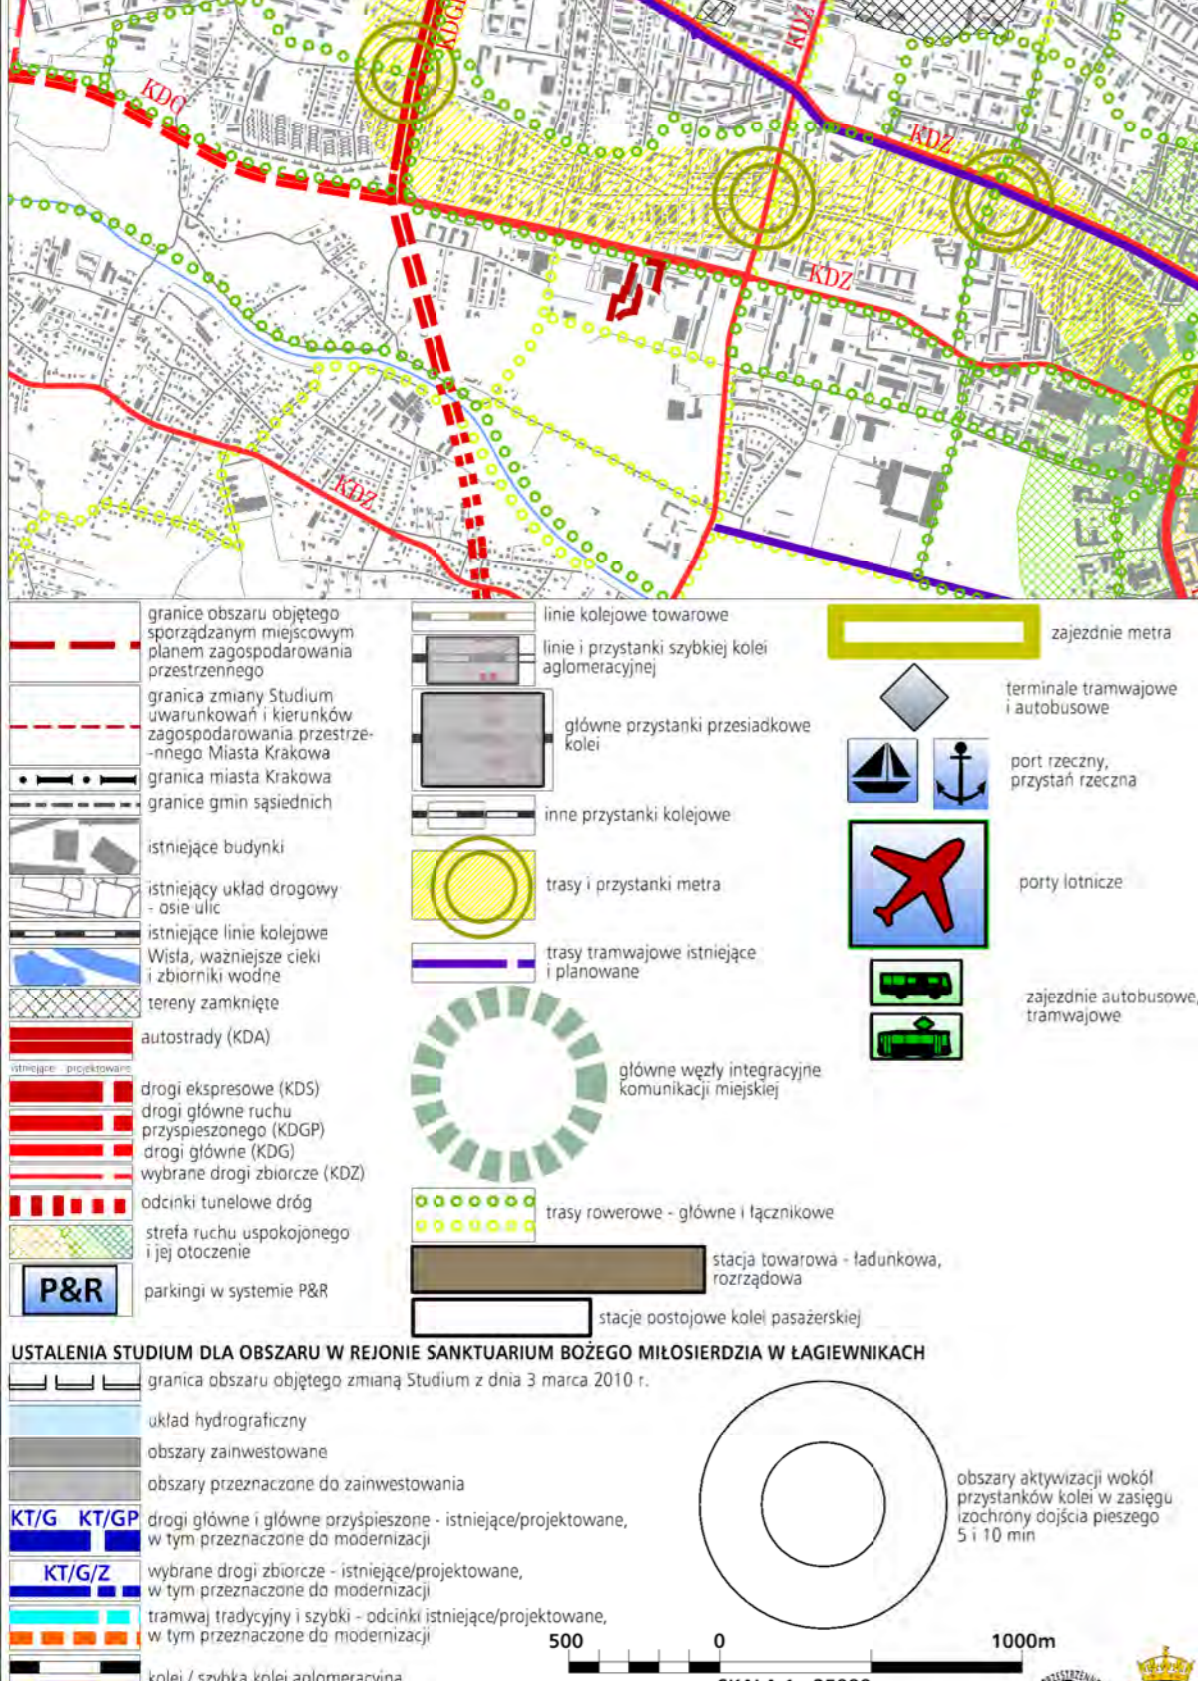 KDZ
KDZ
KDZ
KDZ
granice obszaru objętego
sporządzanym miejscowym
planem zagospodarowania
przestrzennego
granica zmiany Studium
uwarunkowań i kierunków
zagospodarowania przestrze-
-nnego Miasta Krakowa
granica miasta Krakowa
granice gmin sąsiednich
istniejące budynki
istniejący układ drogowy
- osie ulic
istniejące linie kolejowe
Wisła, ważniejsze cieki
i zbiorniki wodne
tereny zamknięte
autostrady (KDA)
istniejące projektowane
drogi ekspresowe (KDS)
drogi główne ruchu
przyspieszonego (KDGP)
drogi główne (KDG)
wybrane drogi zbiorcze (KDZ)
odcinki tunelowe dróg
strefa ruchu uspokojonego
i jej otoczenie
P&R
parkingi w systemie P&R
linie kolejowe towarowe
linie i przystanki szybkiej kolei
aglomeracyjnej
główne przystanki przesiadkowe
kolei
inne przystanki kolejowe
trasy i przystanki metra
trasy tramwajowe istniejące
i planowane
główne węzły integracyjne
komunikacji miejskiej
trasy rowerowe - główne i łącznikowe
stacja towarowa - ładunkowa,
rozrządowa
stacje postojowe kolei pasażerskiej
zajezdnie metra
terminale tramwajowe
i autobusowe
port rzeczny,
przystań rzeczna
porty lotnicze
zajezdnie autobusowe,
tramwajowe
USTALENIA STUDIUM DLA OBSZARU W REJONIE SANKTUARIUM BOŻEGO MIŁOSIERDZIA W ŁAGIEWNIKACH
granica obszaru objętego zmianą Studium z dnia 3 marca 2010 r.
układ hydrograficzny
obszary zainwestowane
obszary przeznaczone do zainwestowania
KT/G KT/GP
drogi główne i główne przyśpieszone - istniejące/projektowane,
w tym przeznaczone do modernizacji
KT/G/Z
wybrane drogi zbiorcze - istniejące/projektowane,
w tym przeznaczone do modernizacji
tramwaj tradycyjny i szybki - odcinki istniejące/projektowane,
w tym przeznaczone do modernizacji
kolej / szybka kolej aglomeracyjna
obszary aktywizacji wokół
przystanków kolei w zasięgu
izochrony dojścia pieszego
5 i 10 min
500 0 1000m